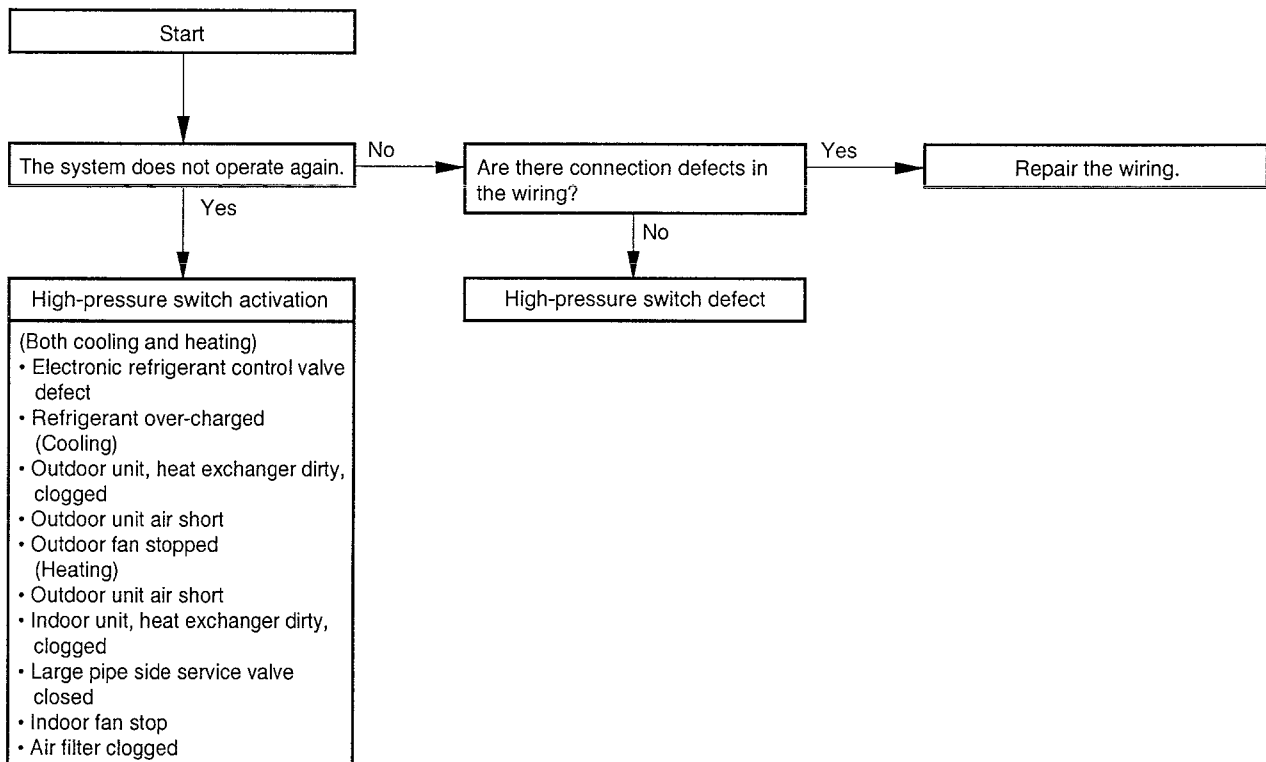 Start
The system does not operate again.
No
Are there connection defects in
the wiring?
Yes
Repair the wiring.
Yes
No
High-pressure switch activation
High-pressure switch defect
(Both cooling and heating)
• Electronic refrigerant control valve
defect
• Refrigerant over-charged
(Cooling)
• Outdoor unit, heat exchanger dirty,
clogged
• Outdoor unit air short
• Outdoor fan stopped
(Heating)
• Outdoor unit air short
• Indoor unit, heat exchanger dirty,
clogged
• Large pipe side service valve
closed
• Indoor fan stop
• Air filter clogged